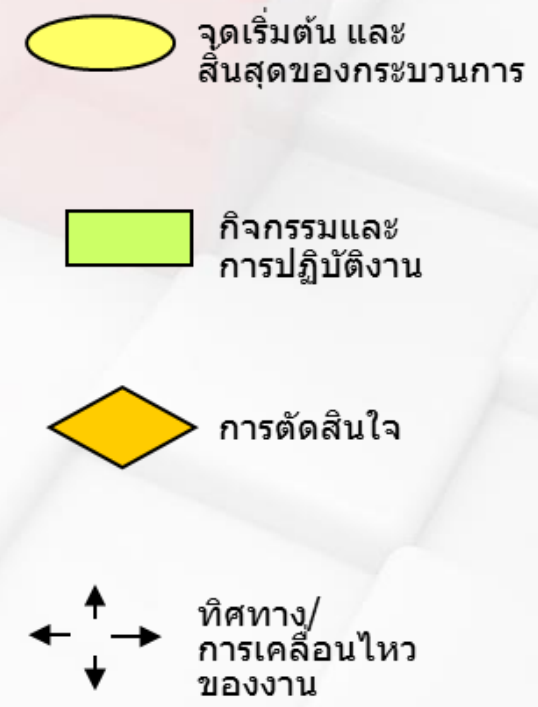 จุดเริ่มต้น และ
สิ้นสุดของกระบวนการ
กิจกรรมและ
การปฏิบัติงาน
การตัดสินใจ
ทิศทาง/
การเคลื่อนไหว
ของงาน